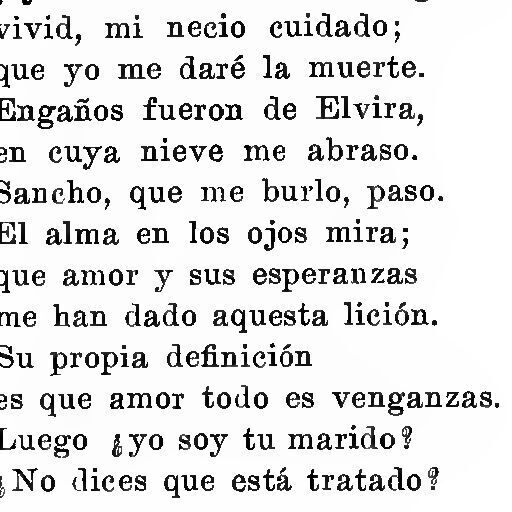 vivid, mi necio cuidado;
que yo me daré la muerte.
Engaños fueron de Elvira,
en cuya nieve me abraso.
Sancho, que me burlo, paso.
El alma en los ojos mira;
que amor y sus esperanzas
me han dado aquesta lición.
Su propia definición
es que amor todo es venganzas.
Luego ¿yo soy tu marido?
¿No dices que está tratado?